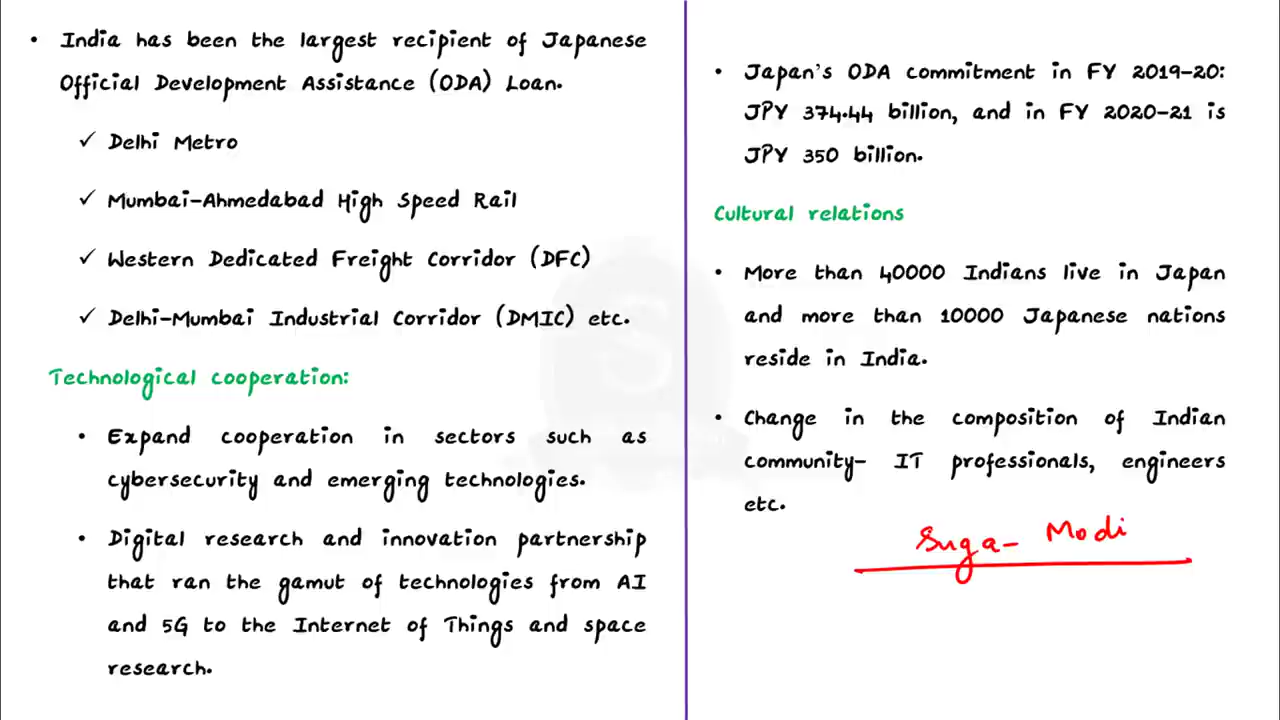 • India has been the largest recipient of Japanese
Official Development Assistance (ODA) Loan.
✓ Delhi Metro
✓ Mumbai-Ahmedabad High Speed Rail
✓ Western Dedicated Freight Corridor (DFC)
✓ Delhi-Mumbai Industrial Corridor (DMIC) etc.
Technological cooperation:
• Expand cooperation in sectors such as
cybersecurity and emerging technologies.
• Digital research and innovation partnership
that ran the gamut of technologies from AI
and 5G to the Internet of Things and space
research.
• Japan's ODA commitment in FY 2019-20:
JPY 374.44 billion, and in FY 2020-21 is
JPY 350 billion.
Cultural relations
• More than 40000 Indians live in Japan
and more than 10000 Japanese nations
reside in India.
• Change in the composition of Indian
community- IT professionals, engineers
etc.
Suga- Modi